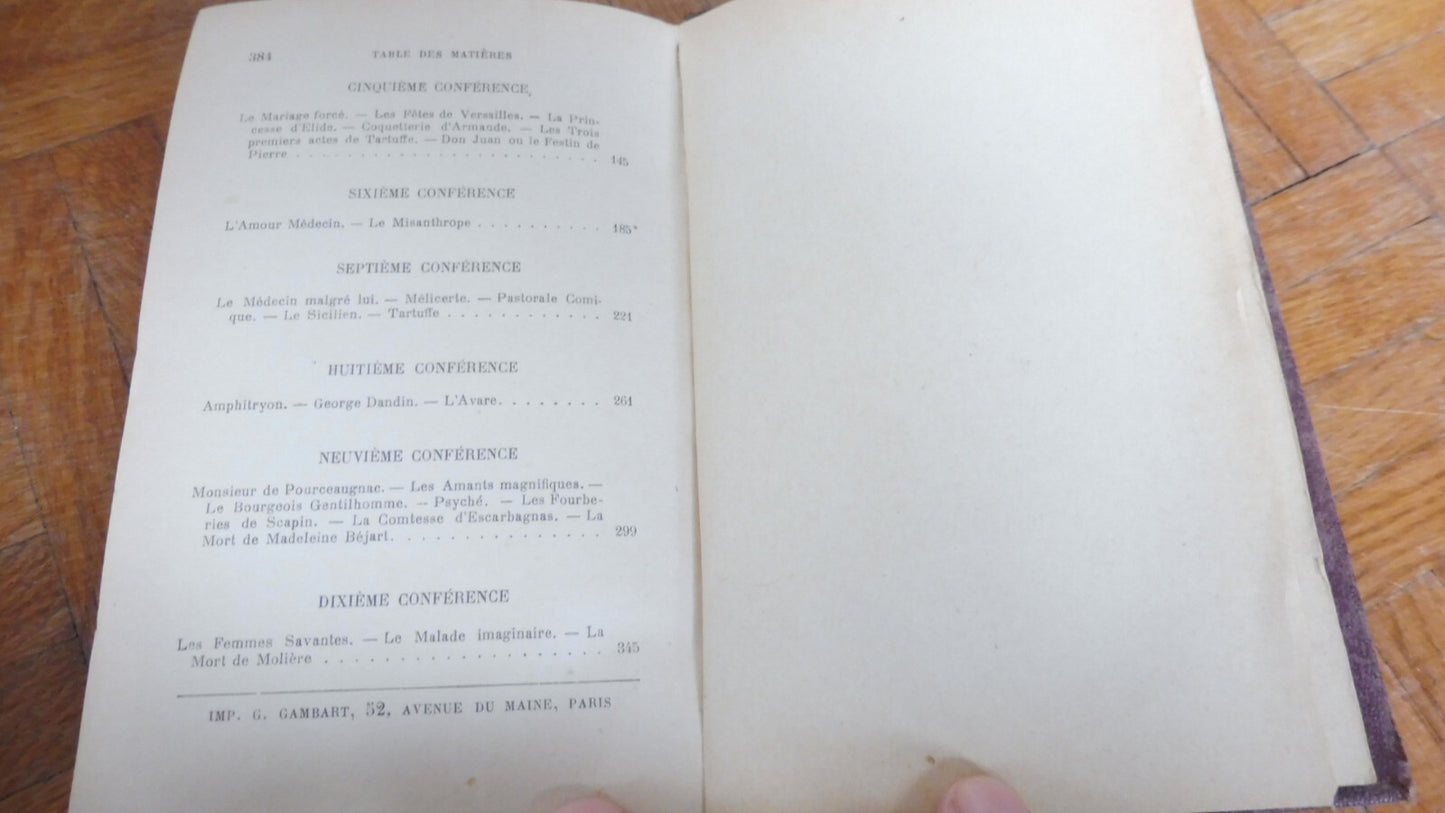 384 TABLE DES MATIÈRES
CINQUIÈME CONFÉRENCE
Le Mariage forcé. — Les Fêtes de Versailles. — La Prin-
cesse d'Élide. — Coquetterie d'Armande. — Les Trois
premiers actes de Tartuffe. — Don Juan ou le Festin de
Pierre . . . . . . . . . . . . . . . . . . . . . . . 145
SIXIÈME CONFÉRENCE
L'Amour Médecin. — Le Misanthrope . . . . . . . . . . 185
SEPTIÈME CONFÉRENCE
Le Médecin malgré lui. — Mélicerte. — Pastorale Comi-
que. — Le Sicilien. — Tartuffe . . . . . . . . . . . . 221
HUITIÈME CONFÉRENCE
Amphitryon. — George Dandin. — L'Avare. . . . . . . . 261
NEUVIÈME CONFÉRENCE
Monsieur de Pourceaugnac. — Les Amants magnifiques. —
Le Bourgeois Gentilhomme. — Psyché. — Les Fourbe-
ries de Scapin. — La Comtesse d'Escarbagnas. — La
Mort de Madeleine Béjart. . . . . . . . . . . . . . . 299
DIXIÈME CONFÉRENCE
Les Femmes Savantes. — Le Malade imaginaire. — La
Mort de Molière . . . . . . . . . . . . . . . . . . . . 345
IMP. G. GAMBART, 52, AVENUE DU MAINE, PARIS